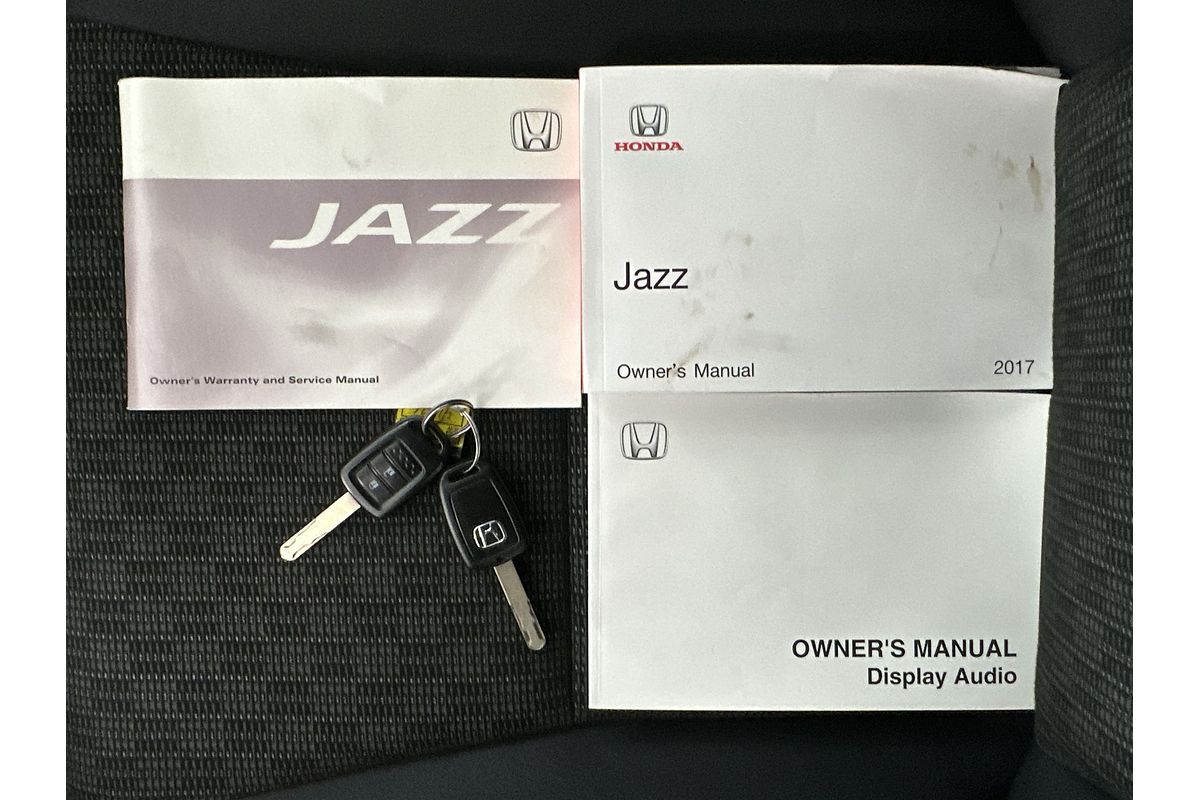 JAZZ
Owner's Warranty and Service Manual
HONDA
Jazz
Owner's Manual
2017
OWNER'S MANUAL
Display Audio